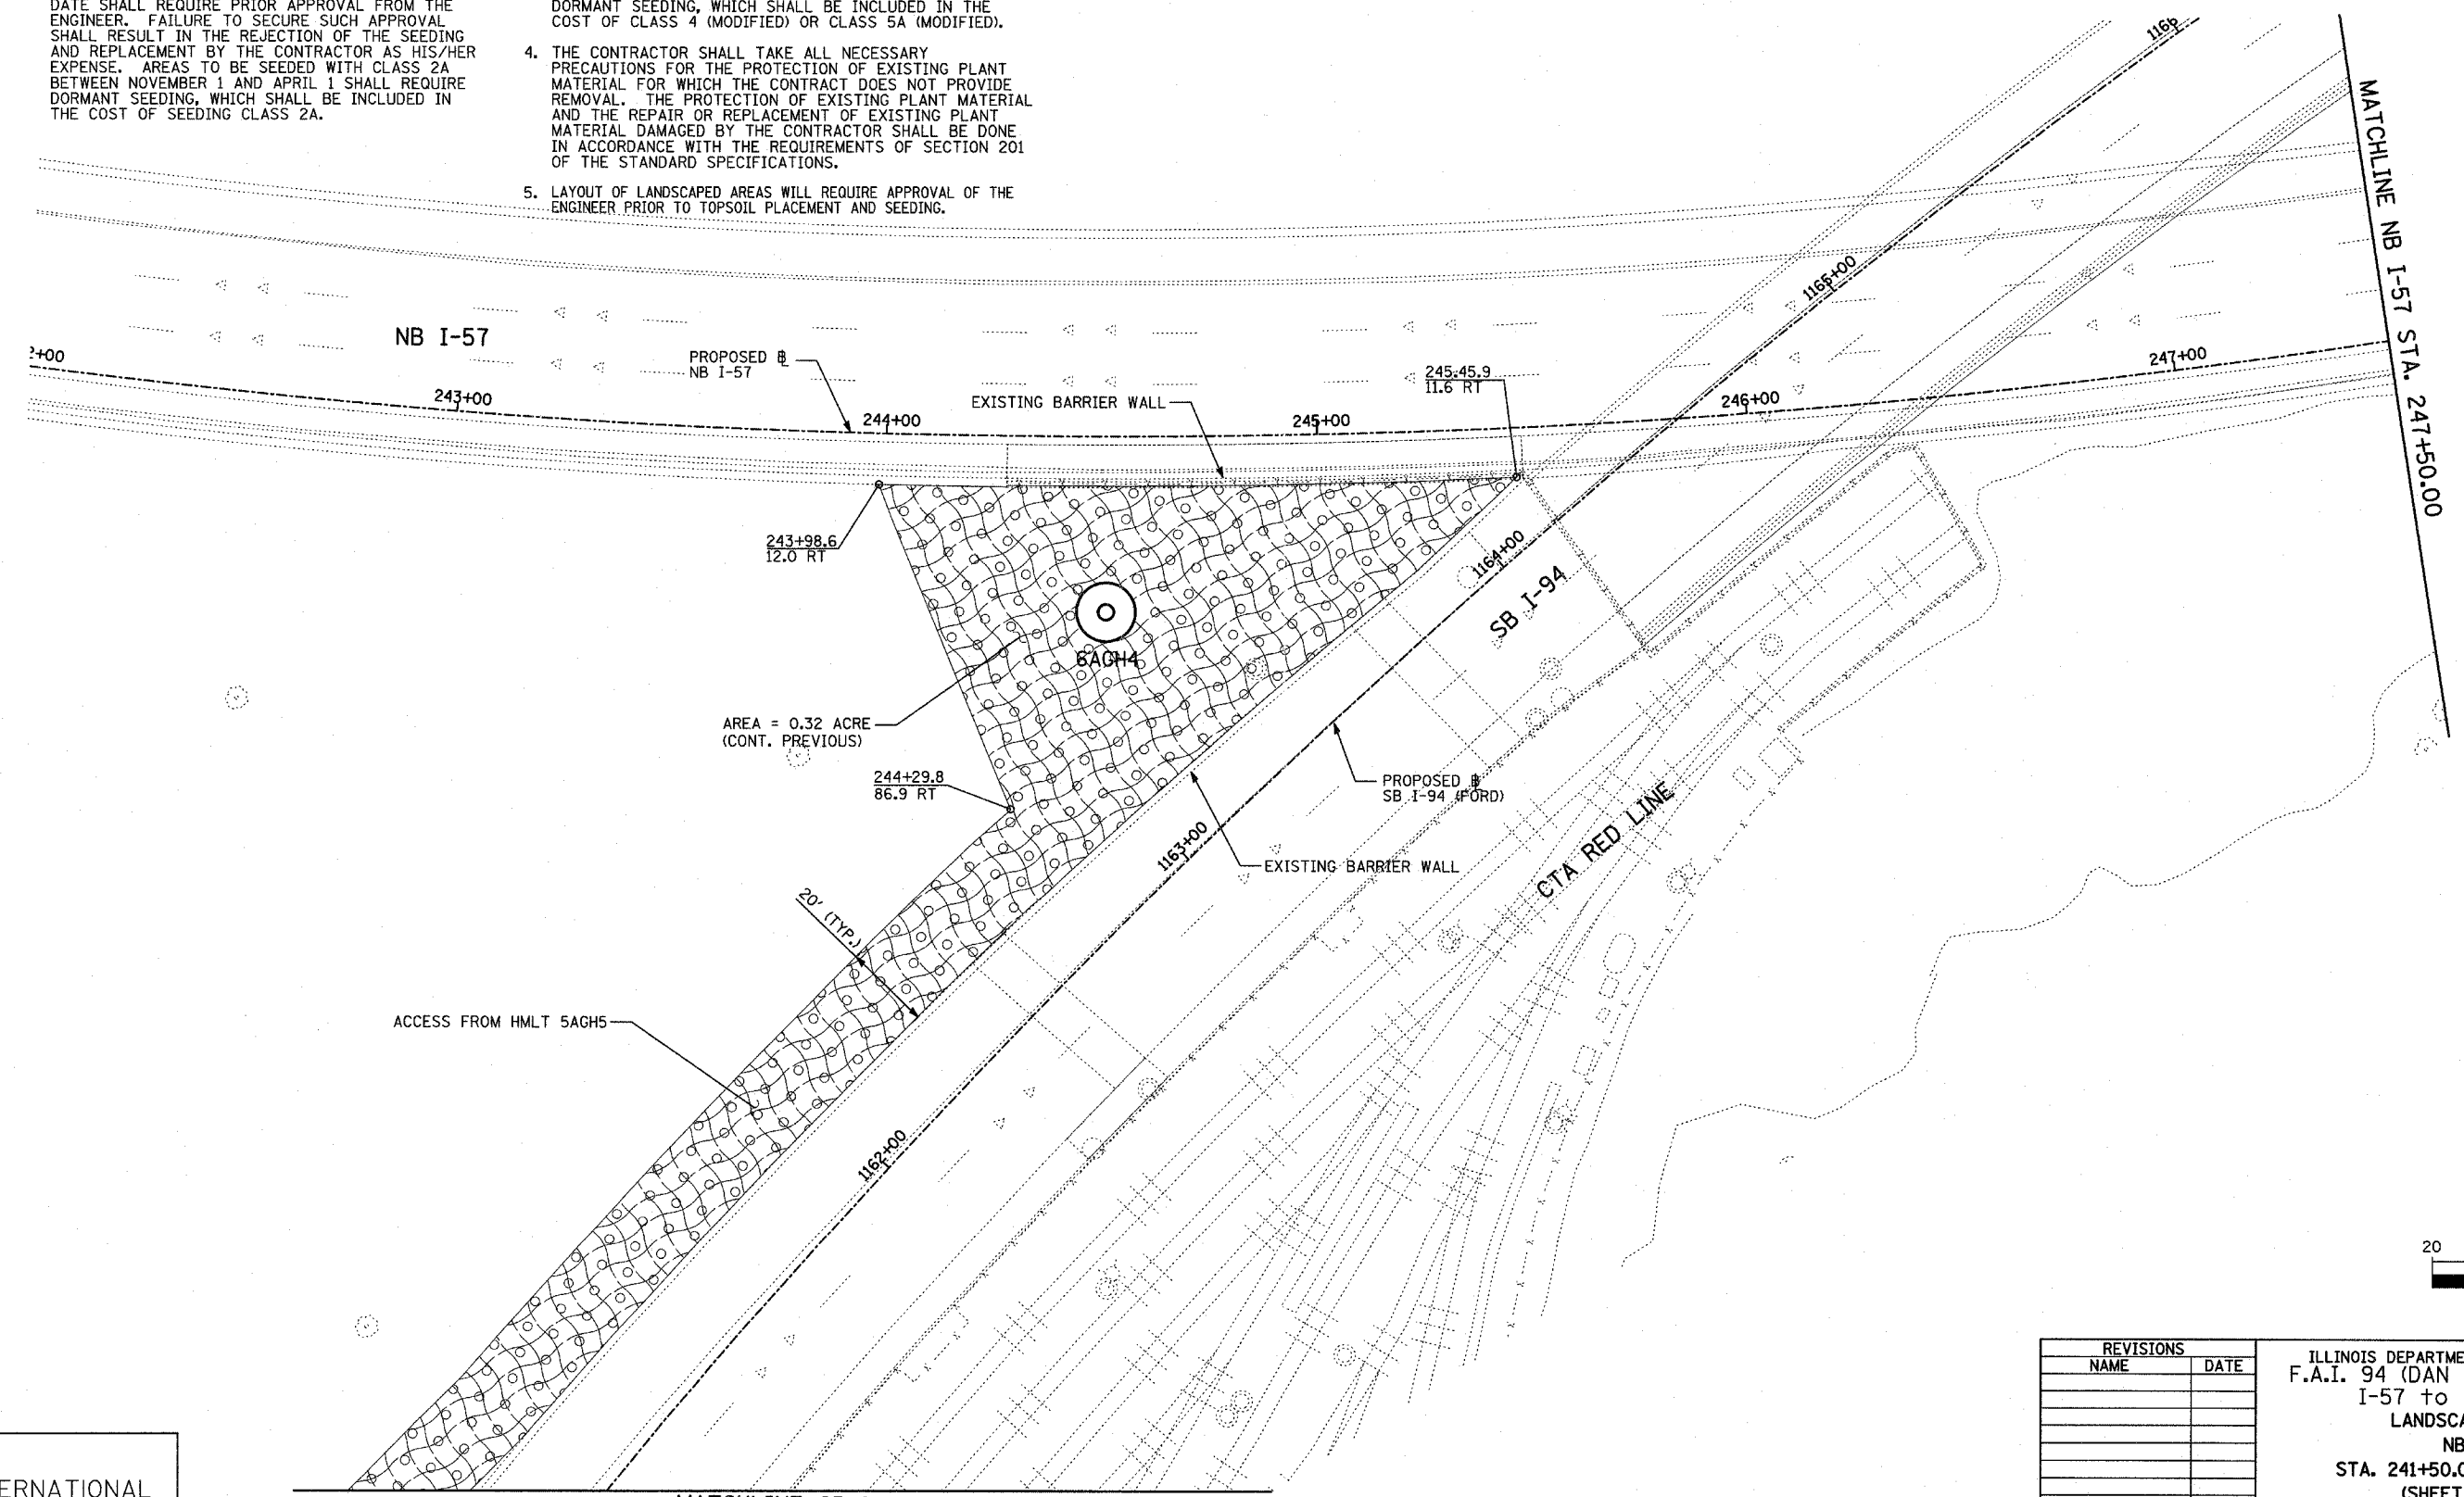 DATE SHALL REQUIRE PRIOR APPROVAL FROM THE
ENGINEER. FAILURE TO SECURE SUCH APPROVAL
SHALL RESULT IN THE REJECTION OF THE SEEDING
AND REPLACEMENT BY THE CONTRACTOR AS HIS/HER
EXPENSE. AREAS TO BE SEEDED WITH CLASS 2A
BETWEEN NOVEMBER 1 AND APRIL 1 SHALL REQUIRE
DORMANT SEEDING, WHICH SHALL BE INCLUDED IN
THE COST OF SEEDING CLASS 2A.
DORMANT SEEDING, WHICH SHALL BE INCLUDED IN THE
COST OF CLASS 4 (MODIFIED) OR CLASS 5A (MODIFIED).
4. THE CONTRACTOR SHALL TAKE ALL NECESSARY
PRECAUTIONS FOR THE PROTECTION OF EXISTING PLANT
MATERIAL FOR WHICH THE CONTRACT DOES NOT PROVIDE
REMOVAL. THE PROTECTION OF EXISTING PLANT MATERIAL
AND THE REPAIR OR REPLACEMENT OF EXISTING PLANT
MATERIAL DAMAGED BY THE CONTRACTOR SHALL BE DONE
IN ACCORDANCE WITH THE REQUIREMENTS OF SECTION 201
OF THE STANDARD SPECIFICATIONS.
5. LAYOUT OF LANDSCAPED AREAS WILL REQUIRE APPROVAL OF THE
ENGINEER PRIOR TO TOPSOIL PLACEMENT AND SEEDING.
1166
MATCHLINE NB I-57 STA. 247+50.00
1165+00
NB I-57
2+00
PROPOSED ℄
NB I-57
243+00
244+00
EXISTING BARRIER WALL
245+00
245+45.9
11.6 RT
246+00
247+00
243+98.6
12.0 RT
1164+00
SB I-94
6AGH4
AREA = 0.32 ACRE
(CONT. PREVIOUS)
244+29.8
86.9 RT
PROPOSED ℄
SB I-94 (FORD)
CTA RED LINE
1163+00
EXISTING BARRIER WALL
20' (TYP.)
ACCESS FROM HMLT 5AGH5
1162+00
20
REVISIONS
NAME DATE
ILLINOIS DEPARTME
F.A.I. 94 (DAN
I-57 to
LANDSCA
NB
STA. 241+50.0
(SHEET
ERNATIONAL